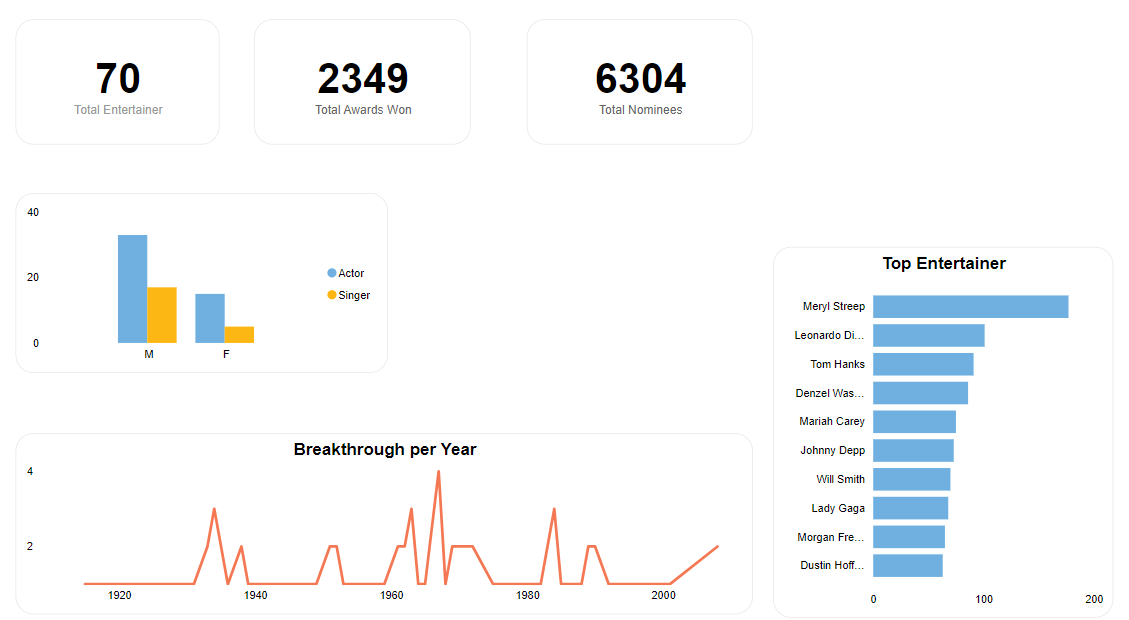 70
Total Entertainer
2349
Total Awards Won
6304
Total Nominees
40
20
0
M
F
Actor
Singer
Breakthrough per Year
4
2
1920
1940
1960
1980
2000
Top Entertainer
Meryl Streep
Leonardo Di...
Tom Hanks
Denzel Was...
Mariah Carey
Johnny Depp
Will Smith
Lady Gaga
Morgan Fre...
Dustin Hoff...
0
100
200